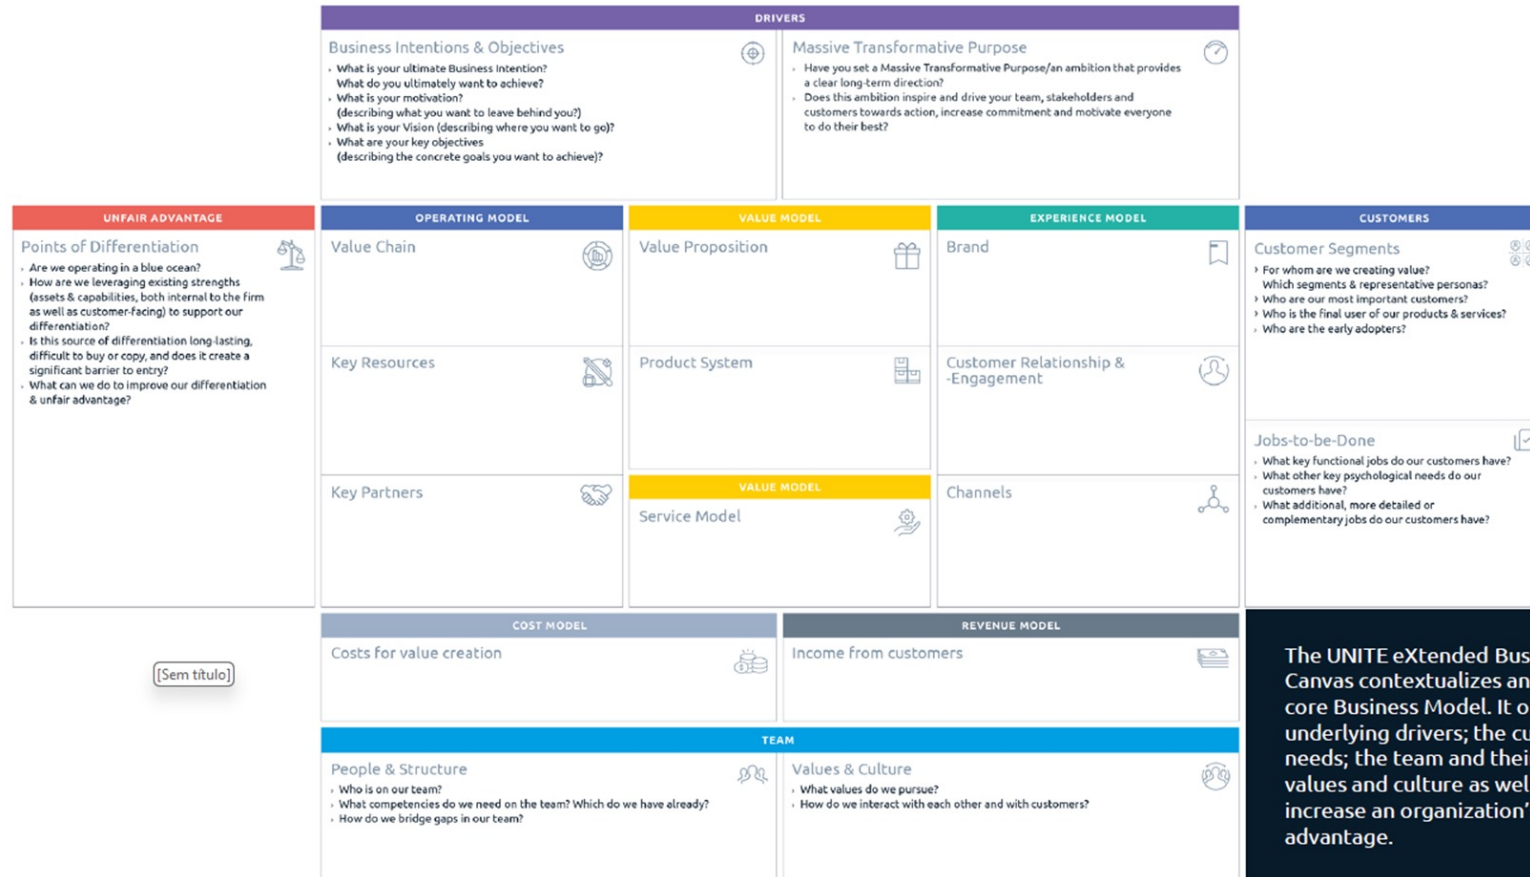 DRIVERS
Business Intentions & Objectives
› What is your ultimate Business Intention?
What do you ultimately want to achieve?
› What is your motivation?
(describing what you want to leave behind you?)
› What is your Vision (describing where you want to go)?
› What are your key objectives
(describing the concrete goals you want to achieve)?
Massive Transformative Purpose
› Have you set a Massive Transformative Purpose/an ambition that provides
a clear long-term direction?
› Does this ambition inspire and drive your team, stakeholders and
customers towards action, increase commitment and motivate everyone
to do their best?
UNFAIR ADVANTAGE
Points of Differentiation
› Are we operating in a blue ocean?
› How are we leveraging existing strengths
(assets & capabilities, both internal to the firm
as well as customer-facing) to support our
differentiation?
› Is this source of differentiation long-lasting,
difficult to buy or copy, and does it create a
significant barrier to entry?
› What can we do to improve our differentiation
& unfair advantage?
OPERATING MODEL
Value Chain
Key Resources
Key Partners
VALUE MODEL
Value Proposition
Product System
VALUE MODEL
Service Model
EXPERIENCE MODEL
Brand
Customer Relationship &
-Engagement
Channels
CUSTOMERS
Customer Segments
› For whom are we creating value?
Which segments & representative personas?
› Who are our most important customers?
› Who is the final user of our products & services?
› Who are the early adopters?
Jobs-to-be-Done
› What key functional jobs do our customers have?
› What other key psychological needs do our
customers have?
› What additional, more detailed or
complementary jobs do our customers have?
COST MODEL
Costs for value creation
REVENUE MODEL
Income from customers
[Sem título]
TEAM
People & Structure
› Who is on our team?
› What competencies do we need on the team? Which do we have already?
› How do we bridge gaps in our team?
Values & Culture
› What values do we pursue?
› How do we interact with each other and with customers?
The UNITE eXtended Bus
Canvas contextualizes an
core Business Model. It o
underlying drivers; the cu
needs; the team and thei
values and culture as wel
increase an organization'
advantage.